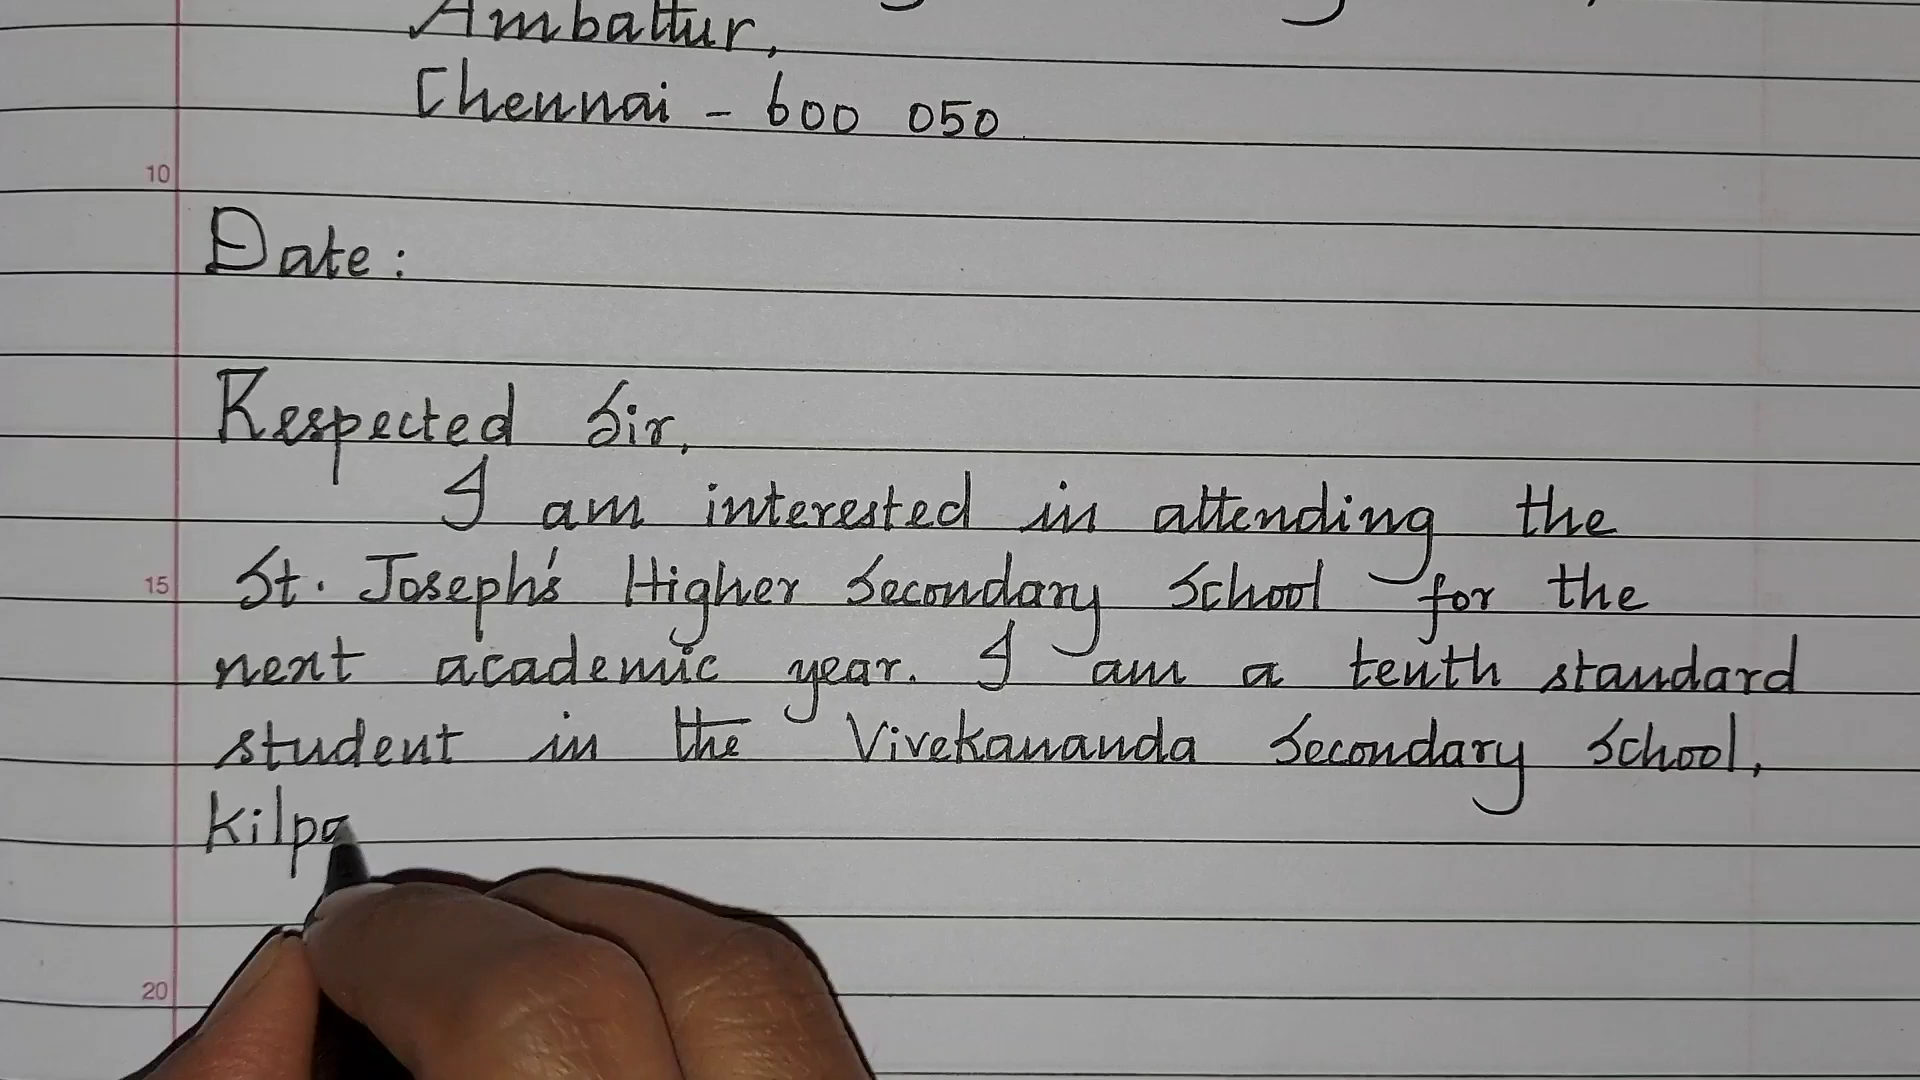 Ambattur,
Chennai - 600 050
10
Date:
Respected Sir,
I am interested in attending the
15
St. Joseph's Higher Secondary School for the
next academic year. I am a tenth standard
student in the Vivekananda Secondary School,
Kilpa
20